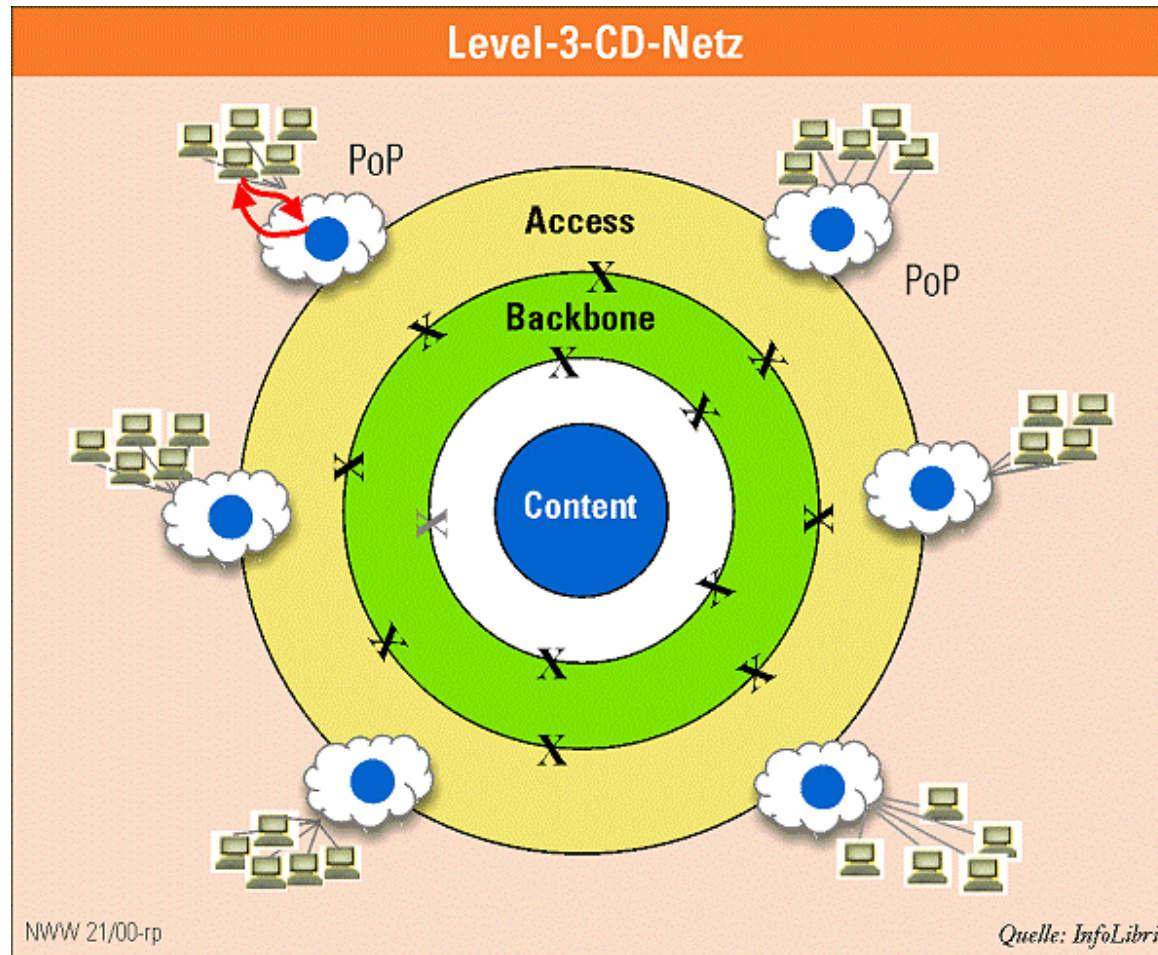 Level-3-CD-Netz
PoP
Access
PoP
X
Backbone
X
X
X
X
X
Content
X
X
X
X
X
X
X
NWW 21/00-rp
Quelle: InfoLibri